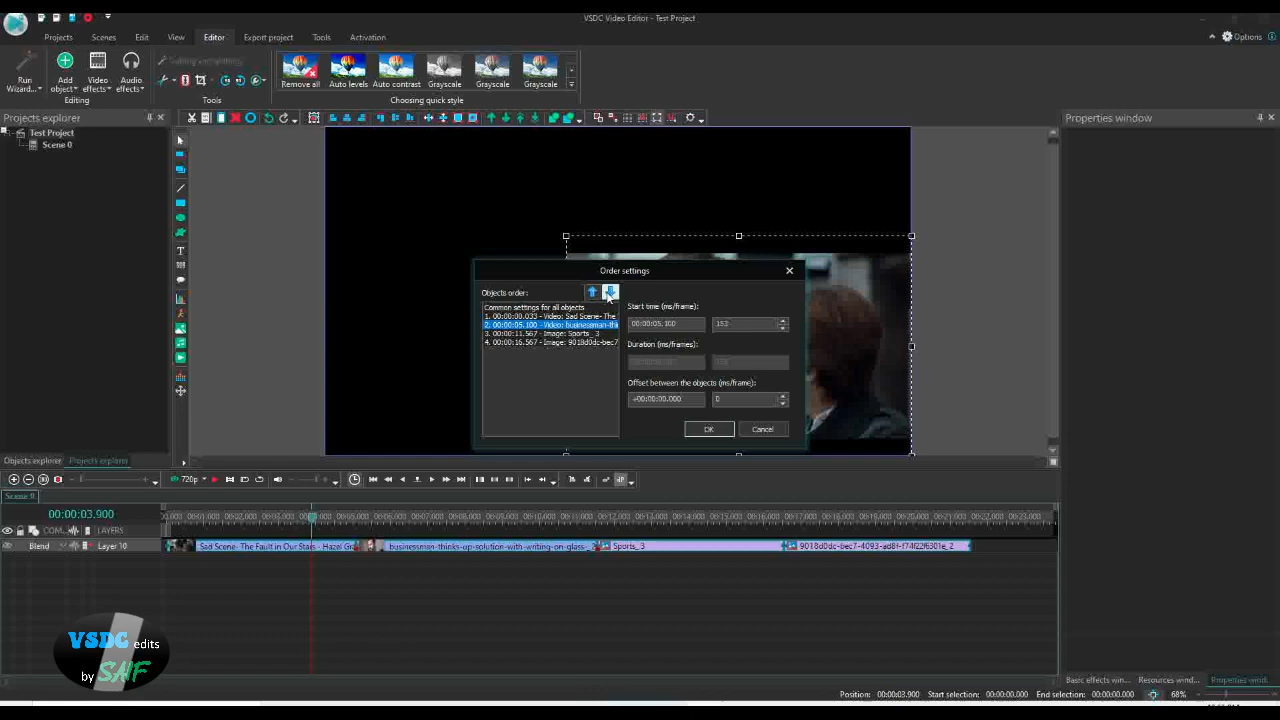 VSDC Video Editor - Test Project
Projects Scenes Edit View Editor Export project Tools Activation
Options
Run
Wizard...
Add
object
Video
effects
Audio
effects
Editing
Tools
Remove all Auto levels Auto contrast Grayscale Grayscale Grayscale
Choosing quick style
Projects explorer
Test Project
Scene 0
Properties window
Order settings
Objects order:
Common settings for all objects
1. 00:00:00.033 - Video: Sad Scene- The
2. 00:00:05.100 - Video: businessman-thi
3. 00:00:11.567 - Image: Sports_3
4. 00:00:16.567 - Image: 9018d0dc-bec7
Start time (ms/frame):
00:00:05.100 153
Duration (ms/frames):
Offset between the objects (ms/frame):
+00:00:00.000 0
OK Cancel
Objects explorer Projects explorer
720p
Scene 0
00:00:03.900
COM... LAYERS
Blend Layer 10
Sad Scene- The Fault in Our Stars - Hazel Gr
businessman-thinks-up-solution-with-writing-on-glass_
Sports_3
9018d0dc-bec7-4093-ad8f-f74f22f6301e_2
VSDC edits
by SHF
Basic effects win... Resources wind... Properties wind...
Position: 00:00:03.900 Start selection: 00:00:00.000 End selection: 00:00:00.000 68%